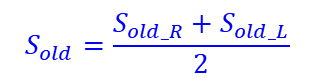 S_old = (S_old_R + S_old_L) / 2